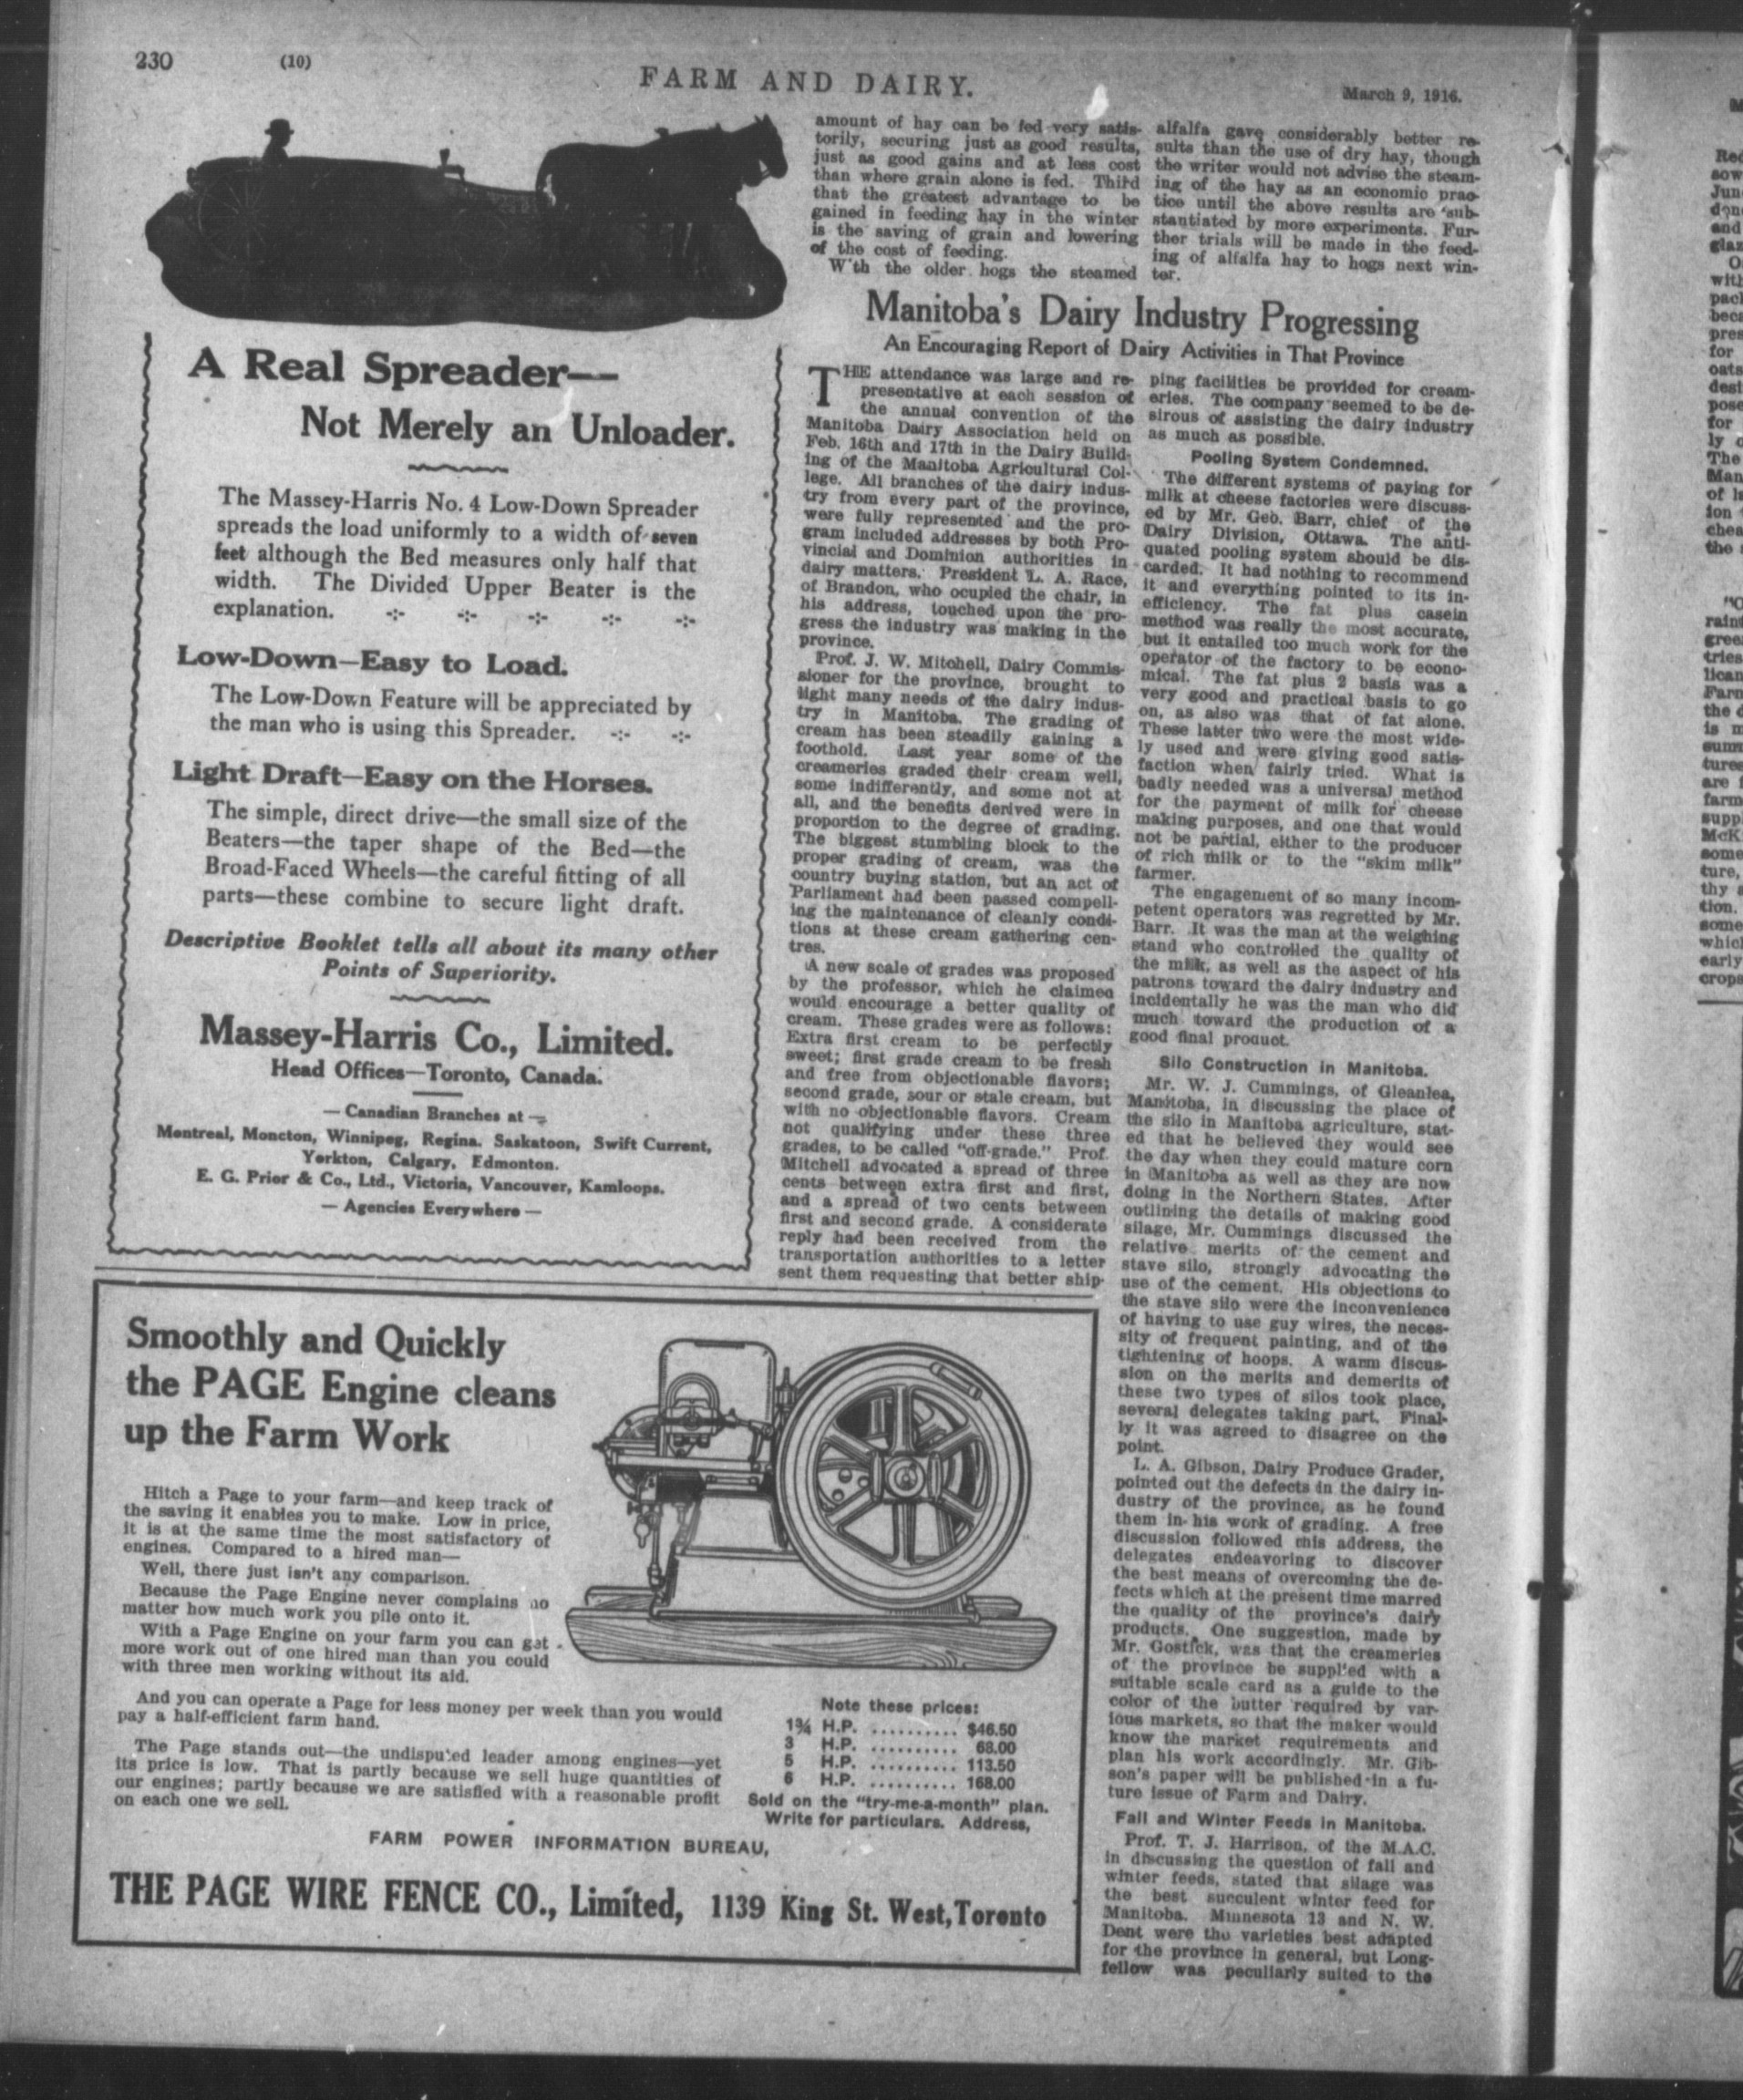 230 (10)
FARM AND DAIRY.
March 9, 1916.
A Real Spreader—
Not Merely an Unloader.
The Massey-Harris No. 4 Low-Down Spreader
spreads the load uniformly to a width of seven
feet although the Bed measures only half that
width. The Divided Upper Beater is the
explanation.
Low-Down—Easy to Load.
The Low-Down Feature will be appreciated by
the man who is using this Spreader.
Light Draft—Easy on the Horses.
The simple, direct drive—the small size of the
Beaters—the taper shape of the Bed—the
Broad-Faced Wheels—the careful fitting of all
parts—these combine to secure light draft.
Descriptive Booklet tells all about its many other
Points of Superiority.
Massey-Harris Co., Limited.
Head Offices—Toronto, Canada.
— Canadian Branches at —
Montreal, Moncton, Winnipeg, Regina, Saskatoon, Swift Current,
Yorkton, Calgary, Edmonton.
E. G. Prior & Co., Ltd., Victoria, Vancouver, Kamloops.
— Agencies Everywhere —
amount of hay can be fed very satis-
torily, securing just as good results,
just as good gains and at less cost
than where grain alone is fed. Third
that the greatest advantage to be
gained in feeding hay in the winter
is the saving of grain and lowering
of the cost of feeding.
W'th the older hogs the steamed
alfalfa gave considerably better re-
sults than the use of dry hay, though
the writer would not advise the steam-
ing of the hay as an economic prac-
tice until the above results are sub-
stantiated by more experiments. Fur-
ther trials will be made in the feed-
ing of alfalfa hay to hogs next win-
ter.
Manitoba's Dairy Industry Progressing
An Encouraging Report of Dairy Activities in That Province
THE attendance was large and re-
presentative at each session of
the annual convention of the
Manitoba Dairy Association held on
Feb. 16th and 17th in the Dairy Build-
ing of the Manitoba Agricultural Col-
lege. All branches of the dairy indus-
try from every part of the province,
were fully represented and the pro-
gram included addresses by both Pro-
vincial and Dominion authorities in
dairy matters. President L. A. Race,
of Brandon, who ocupied the chair, in
his address, touched upon the pro-
gress the industry was making in the
province.
Prof. J. W. Mitchell, Dairy Commis-
sioner for the province, brought to
light many needs of the dairy indus-
try in Manitoba. The grading of
cream has been steadily gaining a
foothold. Last year some of the
creameries graded their cream well,
some indifferently, and some not at
all, and the benefits derived were in
proportion to the degree of grading.
The biggest stumbling block to the
proper grading of cream, was the
country buying station, but an act of
Parliament had been passed compell-
ing the maintenance of cleanly condi-
tions at these cream gathering cen-
tres.
A new scale of grades was proposed
by the professor, which he claimed
would encourage a better quality of
cream. These grades were as follows:
Extra first cream to be perfectly
sweet; first grade cream to be fresh
and free from objectionable flavors;
second grade, sour or stale cream, but
with no objectionable flavors. Cream
not qualifying under these three
grades, to be called "off-grade." Prof.
Mitchell advocated a spread of three
cents between extra first and first,
and a spread of two cents between
first and second grade. A considerate
reply had been received from the
transportation authorities to a letter
sent them requesting that better ship-
ping facilities be provided for cream-
eries. The company seemed to be de-
sirous of assisting the dairy industry
as much as possible.
Pooling System Condemned.
The different systems of paying for
milk at cheese factories were discuss-
ed by Mr. Geo. Barr, chief of the
Dairy Division, Ottawa. The anti-
quated pooling system should be dis-
carded. It had nothing to recommend
it and everything pointed to its in-
efficiency. The fat plus casein
method was really the most accurate,
but it entailed too much work for the
operator of the factory to be econo-
mical. The fat plus 2 basis was a
very good and practical basis to go
on, as also was that of fat alone.
These latter two were the most wide-
ly used and were giving good satis-
faction when fairly tried. What is
badly needed was a universal method
for the payment of milk for cheese
making purposes, and one that would
not be partial, either to the producer
of rich milk or to the "skim milk"
farmer.
The engagement of so many incom-
petent operators was regretted by Mr.
Barr. It was the man at the weighing
stand who controlled the quality of
the milk, as well as the aspect of his
patrons toward the dairy industry and
incidentally he was the man who did
much toward the production of a
good final product.
Silo Construction in Manitoba.
Mr. W. J. Cummings, of Gleanlea,
Manitoba, in discussing the place of
the silo in Manitoba agriculture, stat-
ed that he believed they would see
the day when they could mature corn
in Manitoba as well as they are now
doing in the Northern States. After
outlining the details of making good
silage, Mr. Cummings discussed the
relative merits of the cement and
stave silo, strongly advocating the
use of the cement. His objections to
the stave silo were the inconvenience
of having to use guy wires, the neces-
sity of frequent painting, and of the
tightening of hoops. A warm discus-
sion on the merits and demerits of
these two types of silos took place,
several delegates taking part. Final-
ly it was agreed to disagree on the
point.
L. A. Gibson, Dairy Produce Grader,
pointed out the defects in the dairy in-
dustry of the province, as he found
them in his work of grading. A free
discussion followed this address, the
delegates endeavoring to discover
the best means of overcoming the de-
fects which at the present time marred
the quality of the province's dairy
products. One suggestion, made by
Mr. Gostick, was that the creameries
of the province be supplied with a
suitable scale card as a guide to the
color of the butter required by var-
ious markets, so that the maker would
know the market requirements and
plan his work accordingly. Mr. Gib-
son's paper will be published in a fu-
ture issue of Farm and Dairy.
Fall and Winter Feeds in Manitoba.
Prof. T. J. Harrison, of the M.A.C.
in discussing the question of fall and
winter feeds, stated that silage was
the best succulent winter feed for
Manitoba. Minnesota 13 and N. W.
Dent were the varieties best adapted
for the province in general, but Long-
fellow was peculiarly suited to the
Smoothly and Quickly
the PAGE Engine cleans
up the Farm Work
Hitch a Page to your farm—and keep track of
the saving it enables you to make. Low in price,
it is at the same time the most satisfactory of
engines. Compared to a hired man—
Well, there just isn't any comparison.
Because the Page Engine never complains no
matter how much work you pile onto it.
With a Page Engine on your farm you can get
more work out of one hired man than you could
with three men working without its aid.
And you can operate a Page for less money per week than you would
pay a half-efficient farm hand.
The Page stands out—the undisputed leader among engines—yet
its price is low. That is partly because we sell huge quantities of
our engines; partly because we are satisfied with a reasonable profit
on each one we sell.
Note these prices:
1¾ H.P. .......... $46.50
3 H.P. .......... 68.00
5 H.P. .......... 113.50
6 H.P. .......... 168.00
Sold on the "try-me-a-month" plan.
Write for particulars. Address,
FARM POWER INFORMATION BUREAU,
THE PAGE WIRE FENCE CO., Limited, 1139 King St. West, Toronto